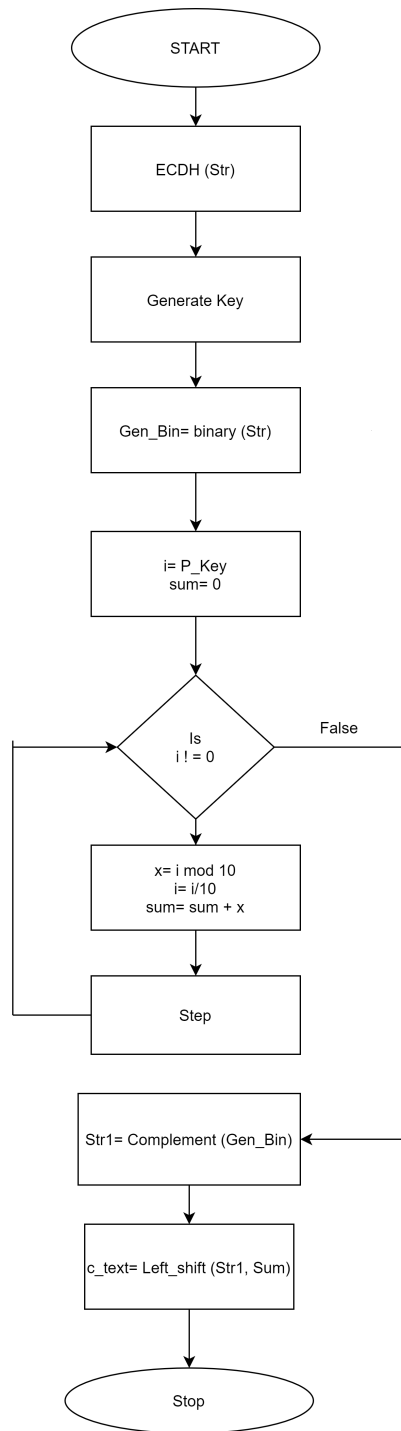 START
ECDH (Str)
Generate Key
Gen_Bin= binary (Str)
i= P_Key
sum= 0
Is
i ! = 0
False
x= i mod 10
i= i/10
sum= sum + x
Step
Str1= Complement (Gen_Bin)
c_text= Left_shift (Str1, Sum)
Stop